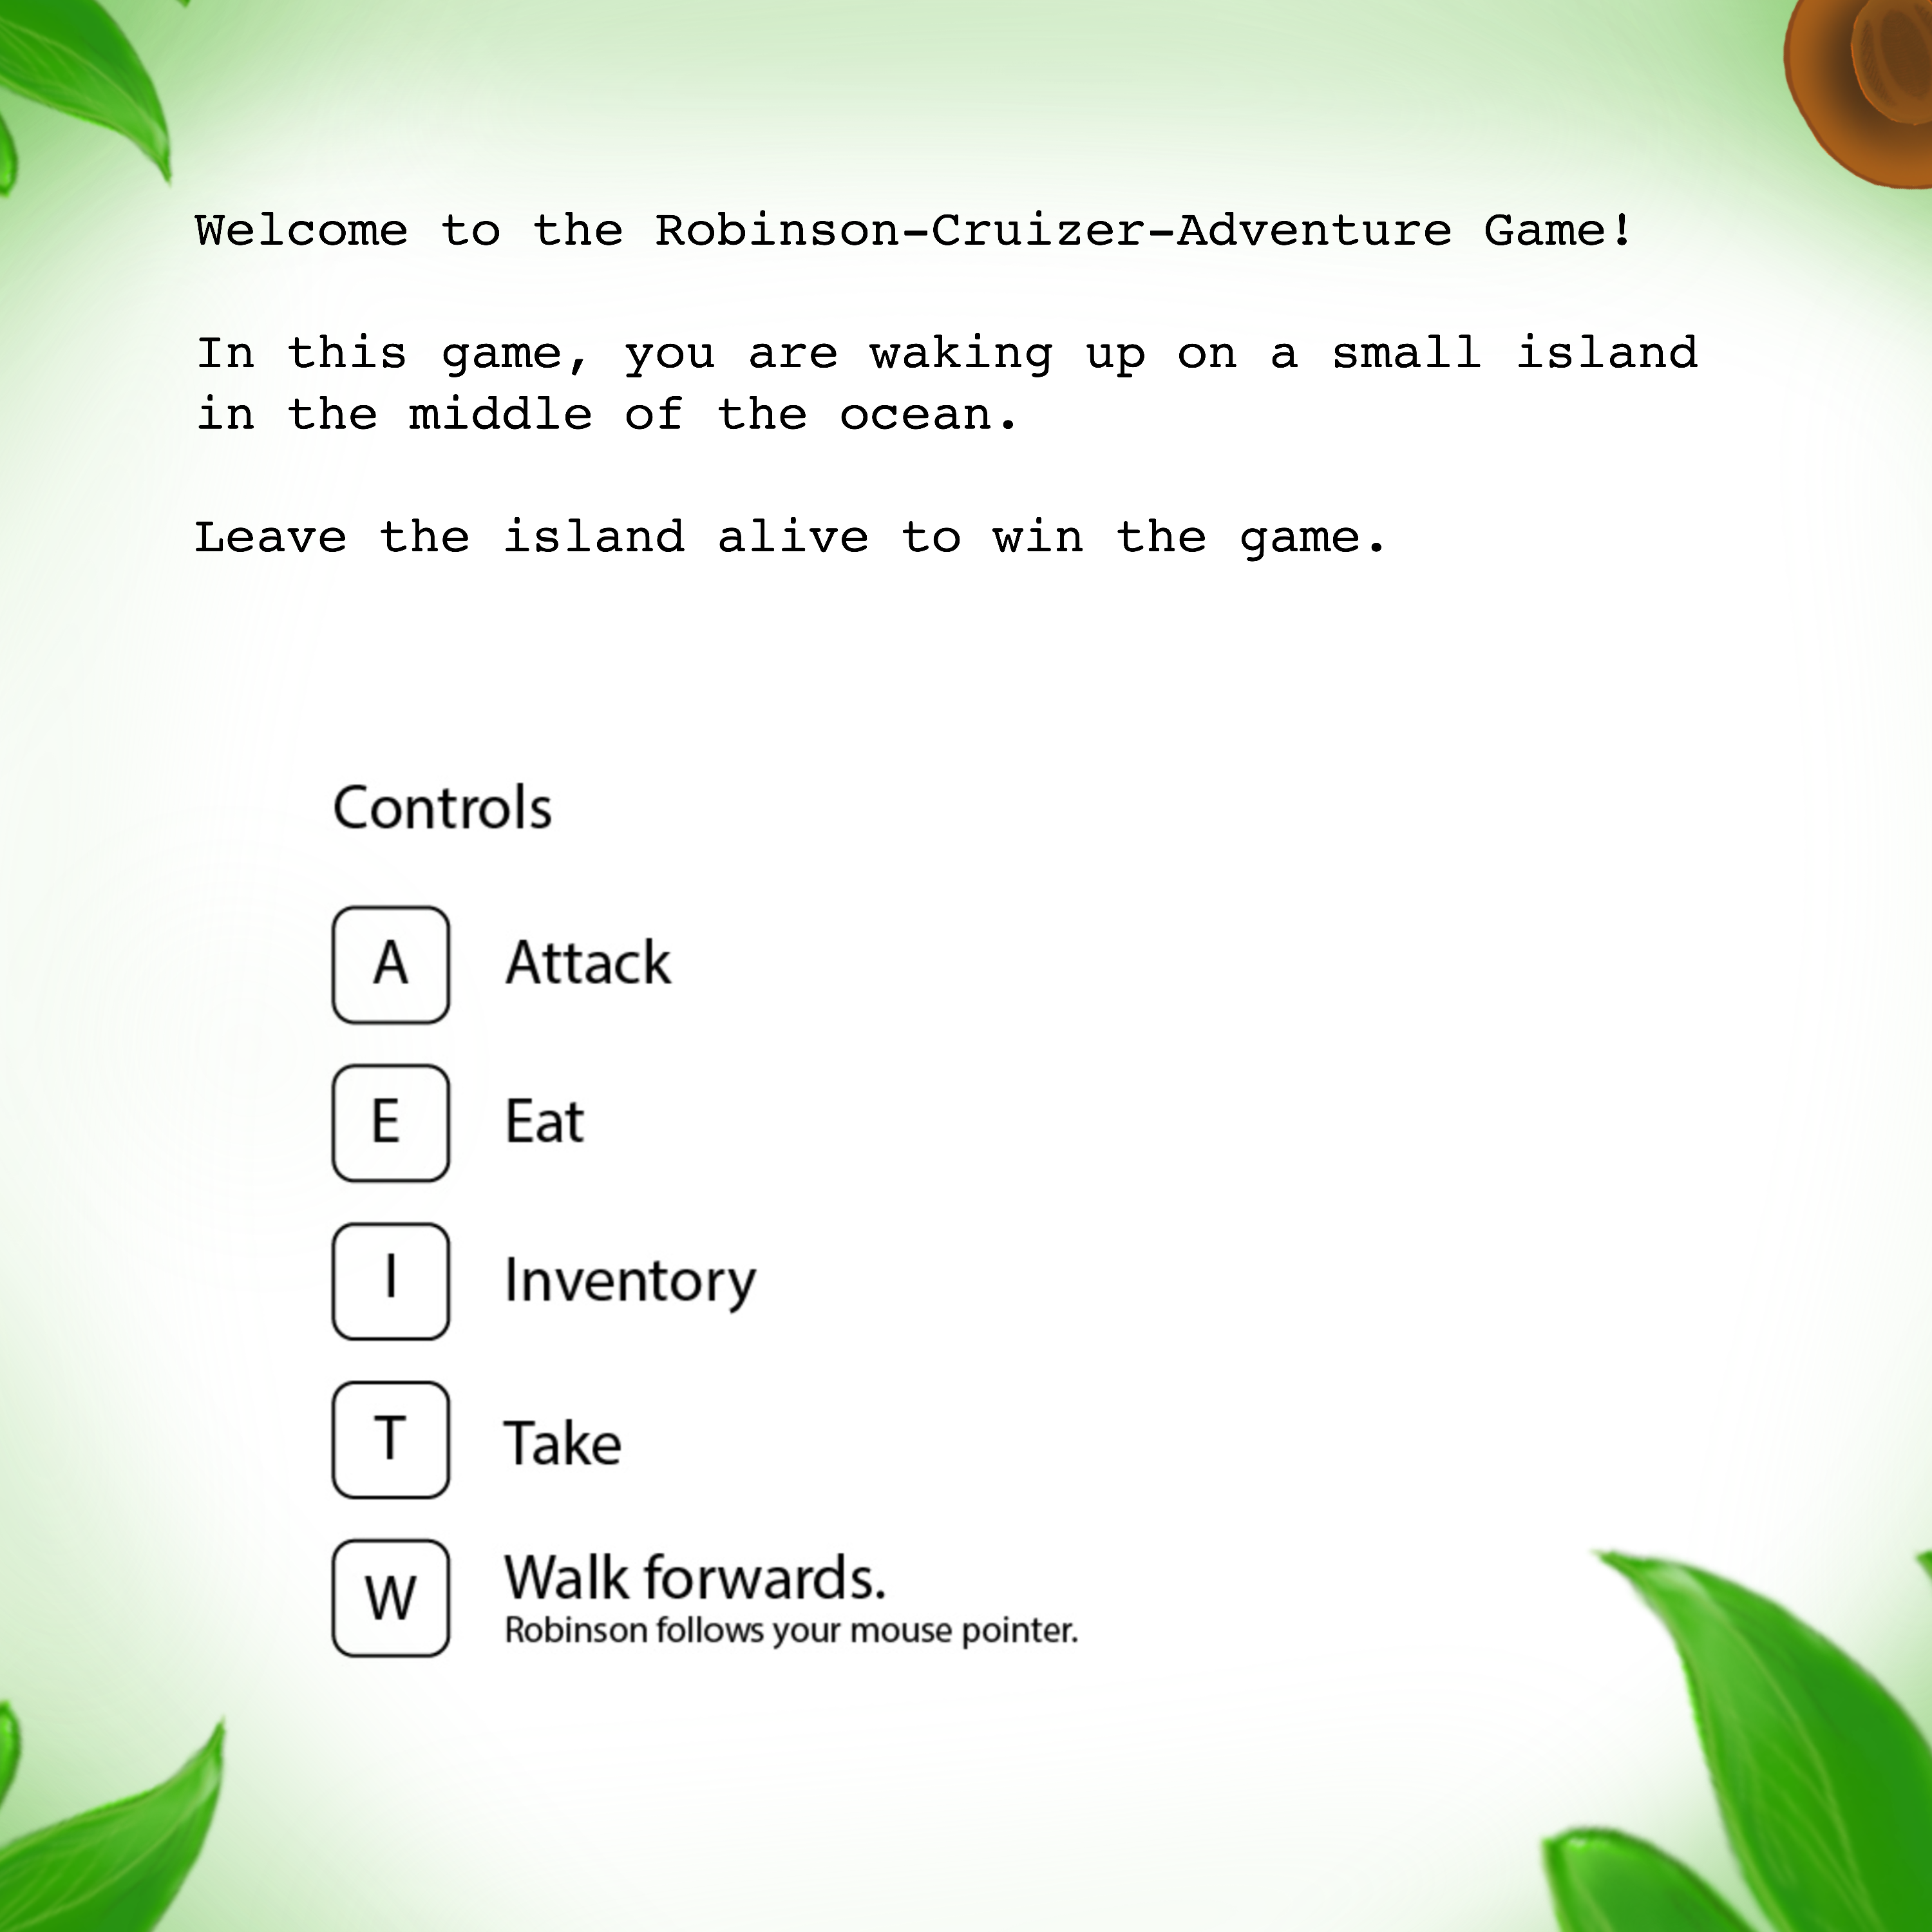 Welcome to the Robinson-Cruizer-Adventure Game!
In this game, you are waking up on a small island
in the middle of the ocean.
Leave the island alive to win the game.
Controls
A Attack
E Eat
I Inventory
T Take
W Walk forwards.
Robinson follows your mouse pointer.